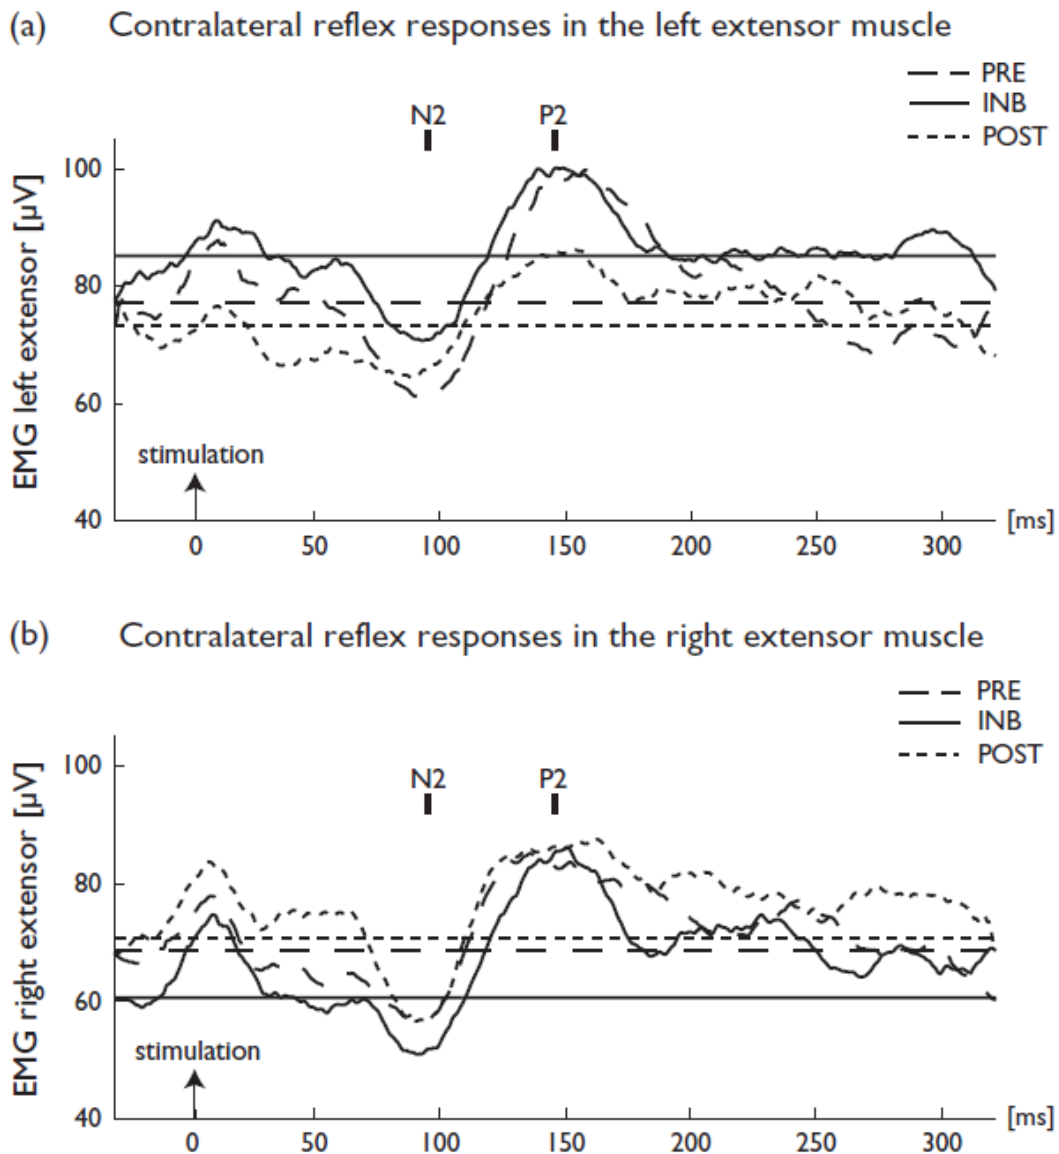 (a) Contralateral reflex responses in the left extensor muscle
PRE
INB
POST
N2 P2
EMG left extensor [µV]
100
80
60
40
stimulation
0 50 100 150 200 250 300 [ms]
(b) Contralateral reflex responses in the right extensor muscle
PRE
INB
POST
N2 P2
EMG right extensor [µV]
100
80
60
40
stimulation
0 50 100 150 200 250 300 [ms]